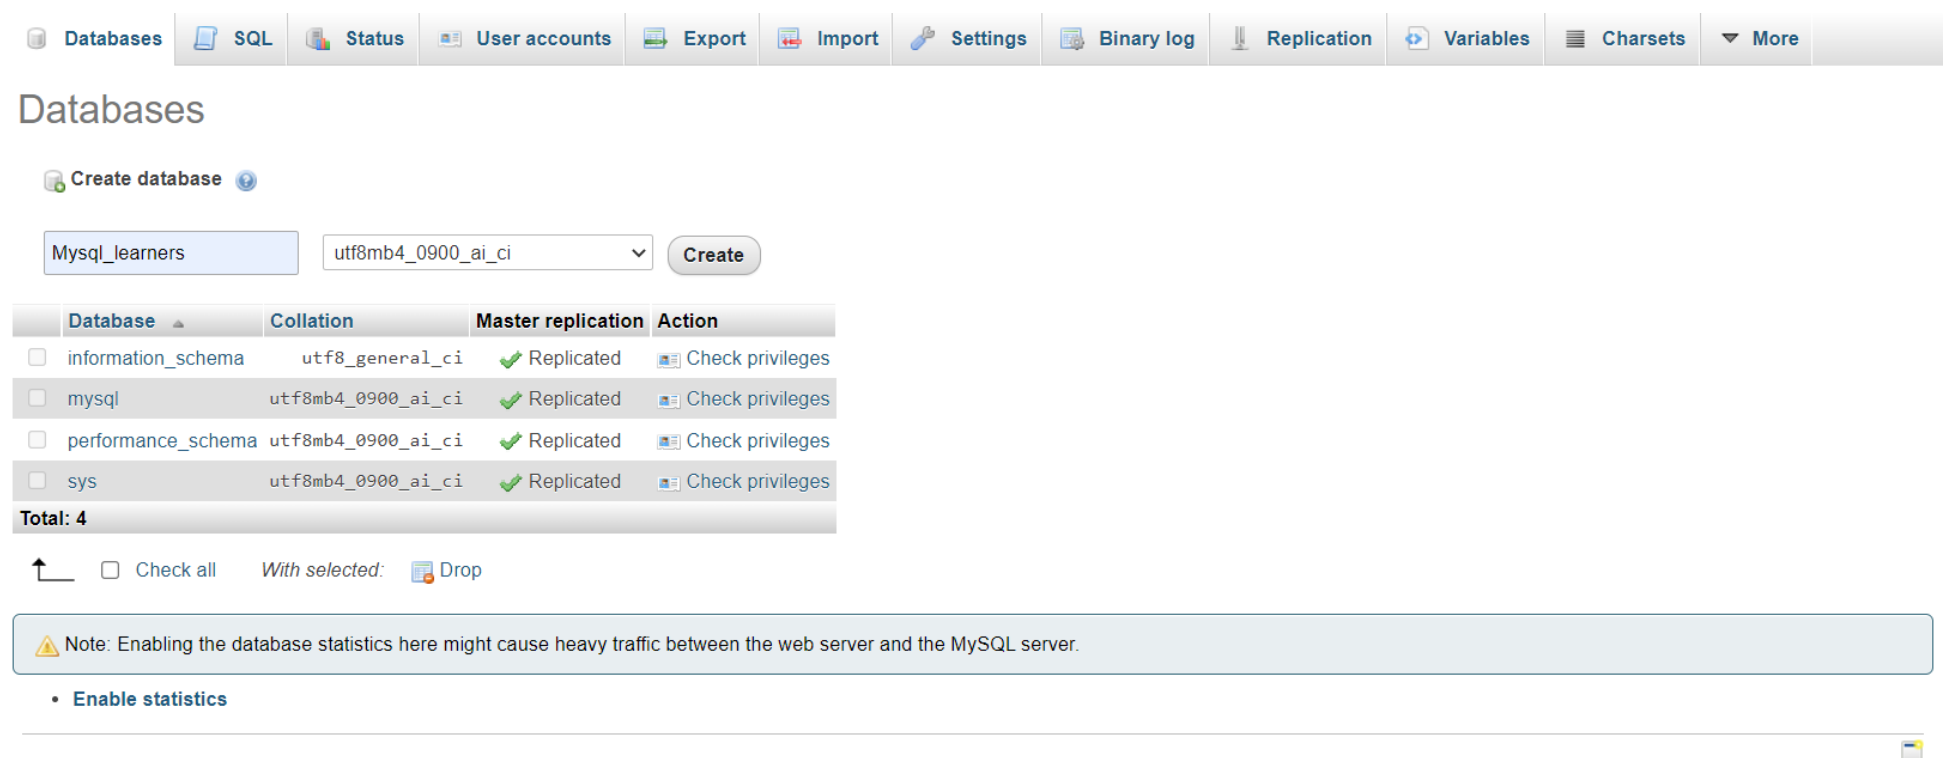 Databases SQL Status User accounts Export Import Settings Binary log Replication Variables Charsets More
Databases
Create database
Mysql_learners utf8mb4_0900_ai_ci Create
Database Collation Master replication Action
information_schema utf8_general_ci Replicated Check privileges
mysql utf8mb4_0900_ai_ci Replicated Check privileges
performance_schema utf8mb4_0900_ai_ci Replicated Check privileges
sys utf8mb4_0900_ai_ci Replicated Check privileges
Total: 4
Check all With selected: Drop
Note: Enabling the database statistics here might cause heavy traffic between the web server and the MySQL server.
• Enable statistics